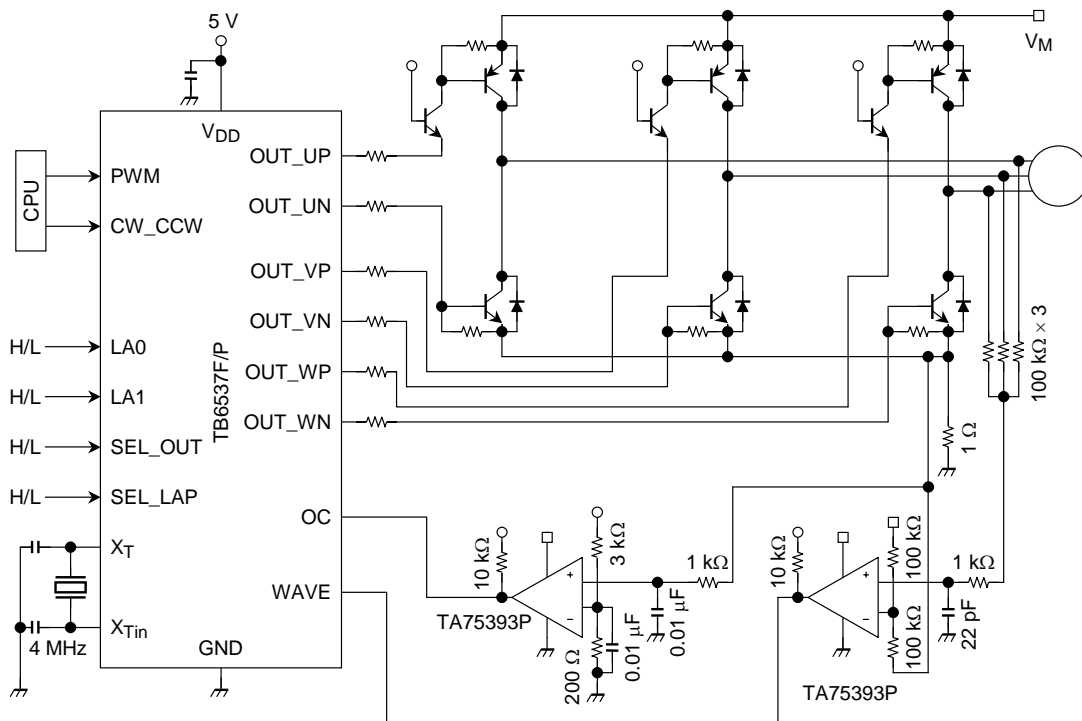 5 V
V_M
V_DD
CPU
PWM
CW_CCW
LA0
LA1
SEL_OUT
SEL_LAP
X_T
X_Tin
GND
H/L
H/L
H/L
H/L
4 MHz
TB6537F/P
OUT_UP
OUT_UN
OUT_VP
OUT_VN
OUT_WP
OUT_WN
OC
WAVE
100 kΩ × 3
1 Ω
10 kΩ
3 kΩ
1 kΩ
+
-
TA75393P
200 Ω
0.01 μF
0.01 μF
10 kΩ
100 kΩ
1 kΩ
+
-
100 kΩ
22 pF
TA75393P